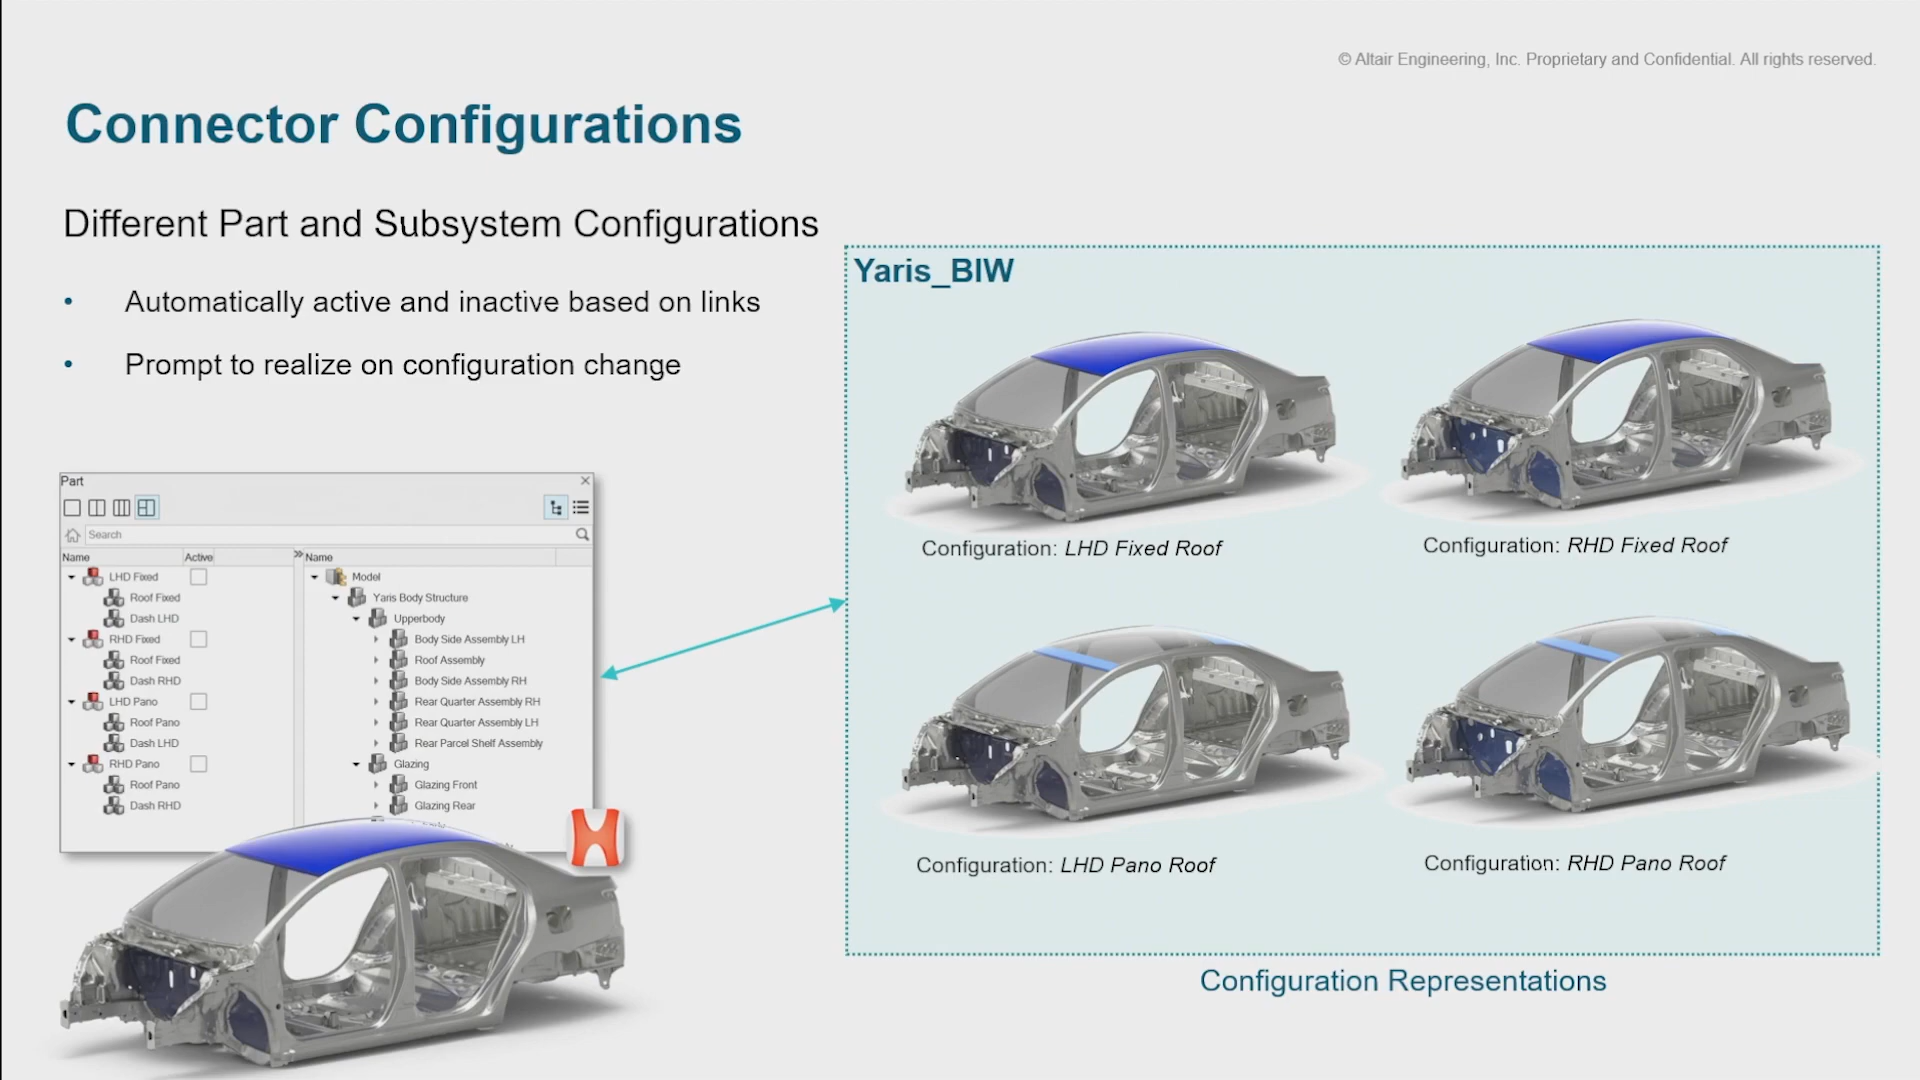 © Altair Engineering, Inc. Proprietary and Confidential. All rights reserved.
Connector Configurations
Different Part and Subsystem Configurations
• Automatically active and inactive based on links
• Prompt to realize on configuration change
Part
Search
Name Active
LHD Fixed
Roof Fixed
Dash LHD
RHD Fixed
Roof Fixed
Dash RHD
LHD Pano
Roof Pano
Dash LHD
RHD Pano
Roof Pano
Dash RHD
Name
Model
Yaris Body Structure
Upperbody
Body Side Assembly LH
Roof Assembly
Body Side Assembly RH
Rear Quarter Assembly RH
Rear Quarter Assembly LH
Rear Parcel Shelf Assembly
Glazing
Glazing Front
Glazing Rear
Yaris_BIW
Configuration: LHD Fixed Roof
Configuration: RHD Fixed Roof
Configuration: LHD Pano Roof
Configuration: RHD Pano Roof
Configuration Representations